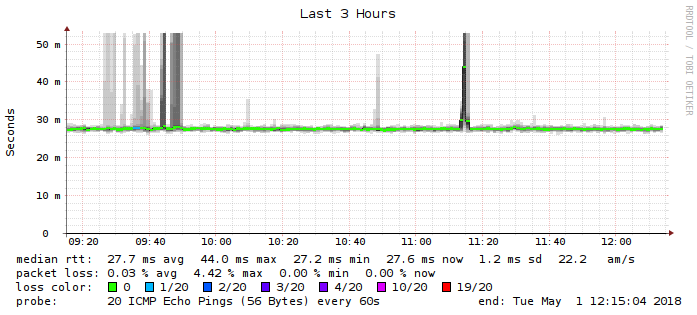 Last 3 Hours
RRDTOOL / TOBI OETIKER
Seconds
50 m
40 m
30 m
20 m
10 m
0
09:20 09:40 10:00 10:20 10:40 11:00 11:20 11:40 12:00
median rtt: 27.7 ms avg 44.0 ms max 27.2 ms min 27.6 ms now 1.2 ms sd 22.2 am/s
packet loss: 0.03 % avg 4.42 % max 0.00 % min 0.00 % now
loss color: 0 1/20 2/20 3/20 4/20 10/20 19/20
probe: 20 ICMP Echo Pings (56 Bytes) every 60s end: Tue May 1 12:15:04 2018